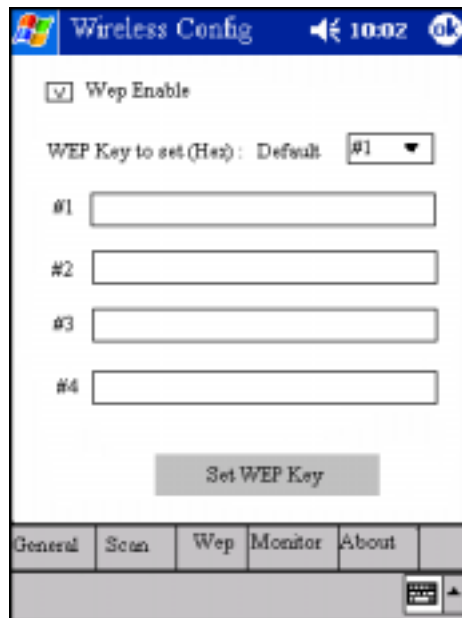 Wireless Config 10:02 ok
Wep Enable
WEP Key to set (Hex) : Default #1
#1
#2
#3
#4
Set WEP Key
General Scan Wep Monitor About